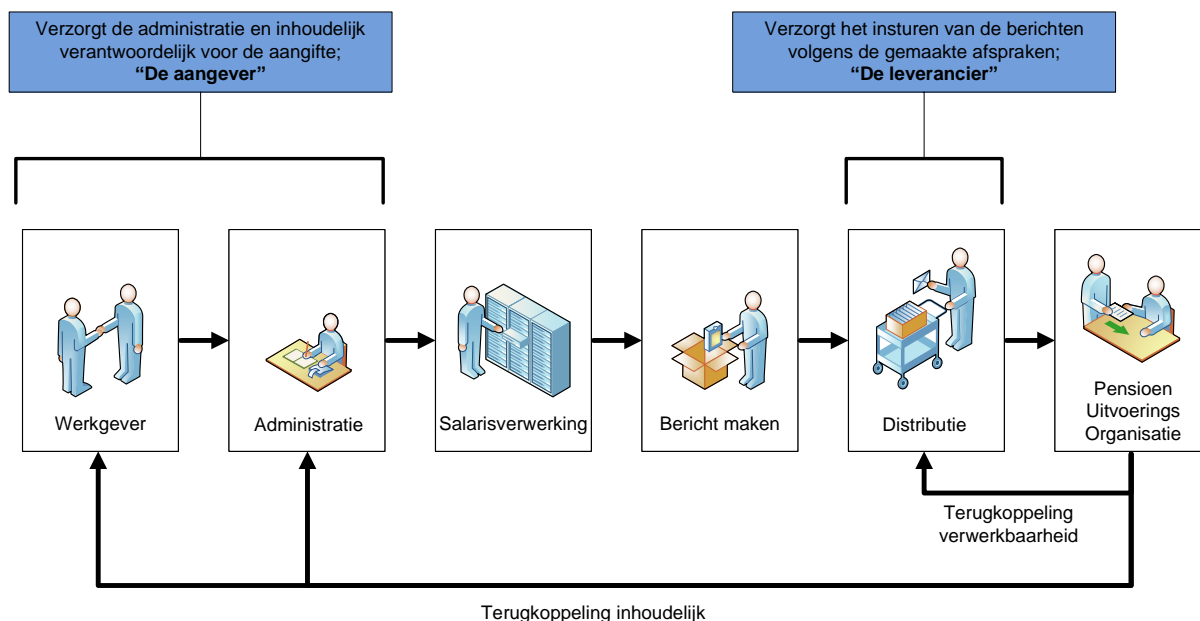 Verzorgt de administratie en inhoudelijk
verantwoordelijk voor de aangifte;
“De aangever”
Verzorgt het insturen van de berichten
volgens de gemaakte afspraken;
“De leverancier”
Werkgever
Administratie
Salarisverwerking
Bericht maken
Distributie
Pensioen
Uitvoerings
Organisatie
Terugkoppeling
verwerkbaarheid
Terugkoppeling inhoudelijk